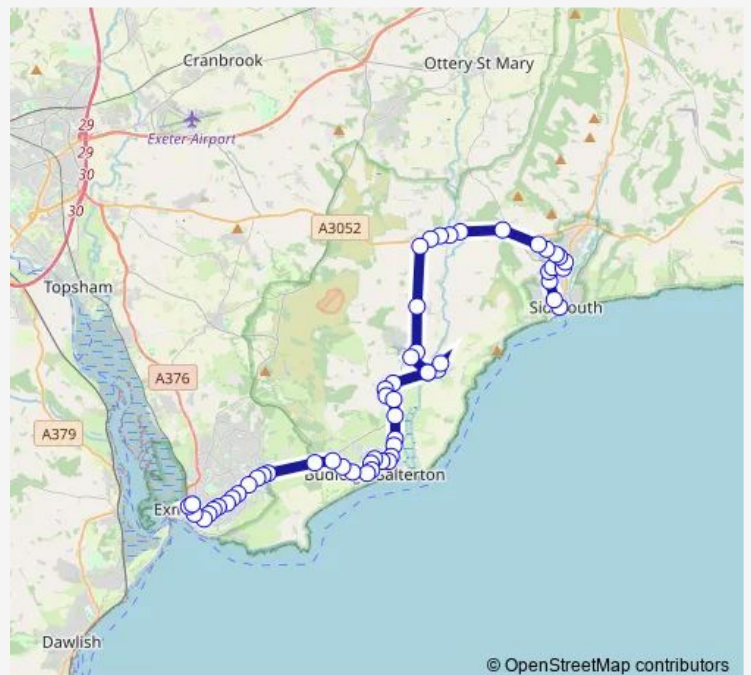 Cranbrook
Ottery St Mary
29
Exeter Airport
29
30
30
A3052
Topsham
Sidmouth
A376
A379
Budleigh Salterton
Dawlish
© OpenStreetMap contributors